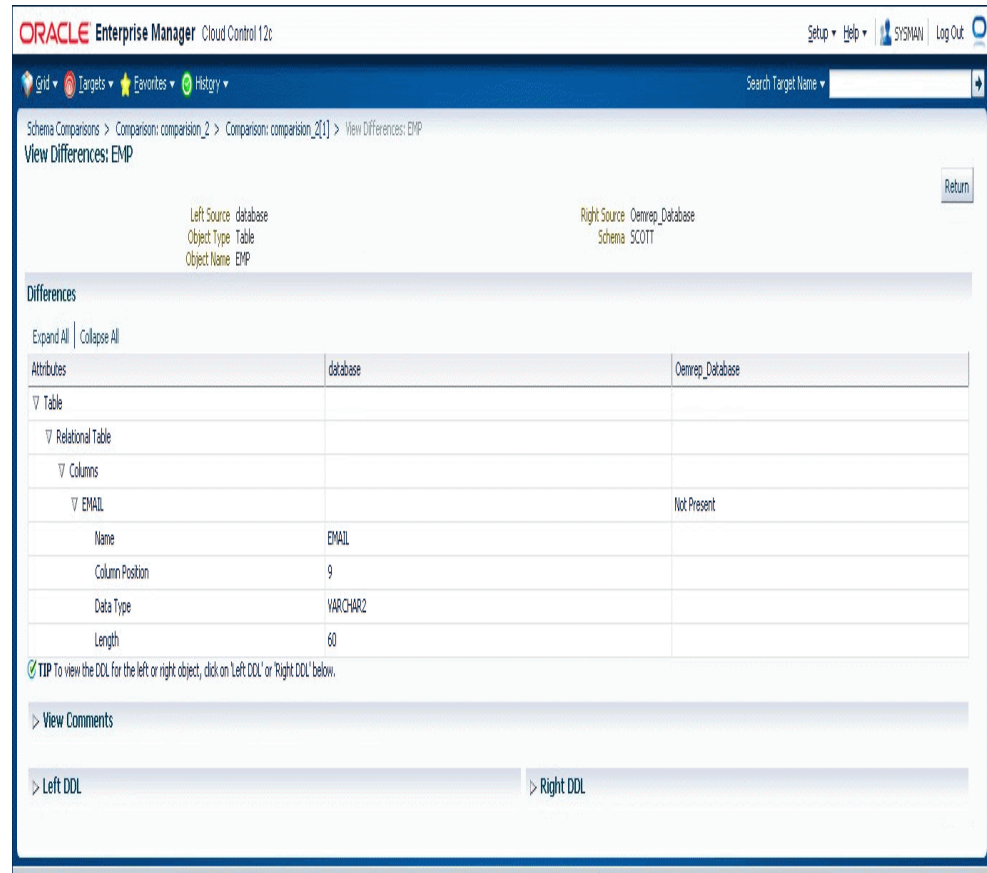 ORACLE Enterprise Manager Cloud Control 12c
Setup Help SYSMAN Log Out
Grid Targets Favorites History Search Target Name
Schema Comparisons > Comparison: comparision_2 > Comparison: comparision_2[1] > View Differences: EMP
View Differences: EMP
Return
Left Source database Right Source Oemrep_Database
Object Type Table Schema SCOTT
Object Name EMP
Differences
Expand All | Collapse All
Attributes database Oemrep_Database
Table
Relational Table
Columns
EMAIL Not Present
Name EMAIL
Column Position 9
Data Type VARCHAR2
Length 60
TIP To view the DDL for the left or right object, click on 'Left DDL' or 'Right DDL' below.
View Comments
Left DDL Right DDL